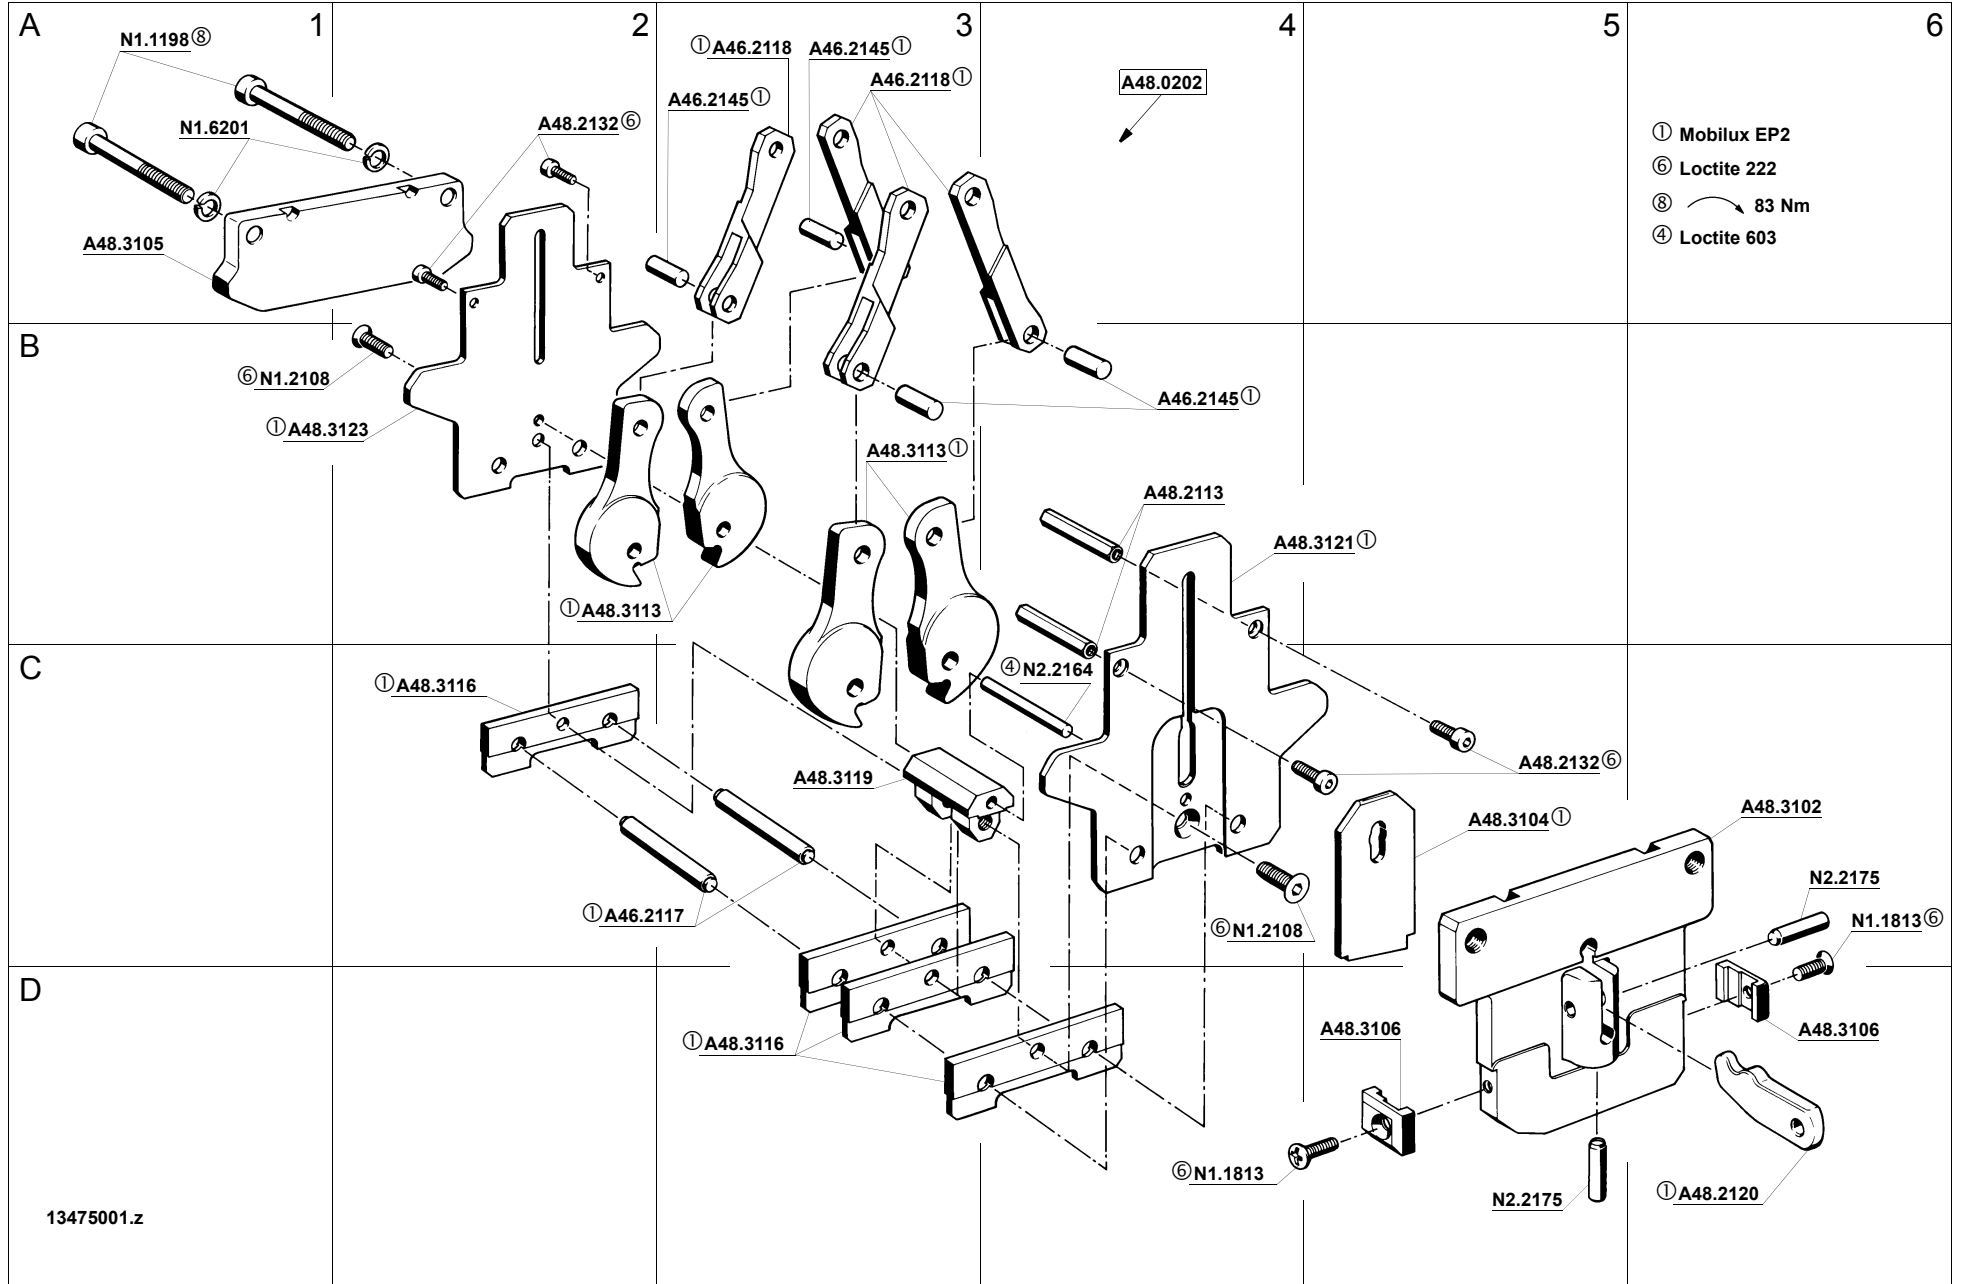 A 1 2 3 4 5 6
N1.1198⑧
①A46.2118
A46.2145①
A46.2118①
A48.0202
A46.2145①
N1.6201
A48.2132⑥
① Mobilux EP2
⑥ Loctite 222
⑧ 83 Nm
④ Loctite 603
A48.3105
B
⑥N1.2108
A46.2145①
①A48.3123
A48.3113①
A48.2113
A48.3121①
①A48.3113
C
④N2.2164
①A48.3116
A48.3119
A48.2132⑥
A48.3102
A48.3104①
N2.2175
①A46.2117
⑥N1.2108
N1.1813⑥
D
①A48.3116
A48.3106
A48.3106
⑥N1.1813
N2.2175
①A48.2120
13475001.z